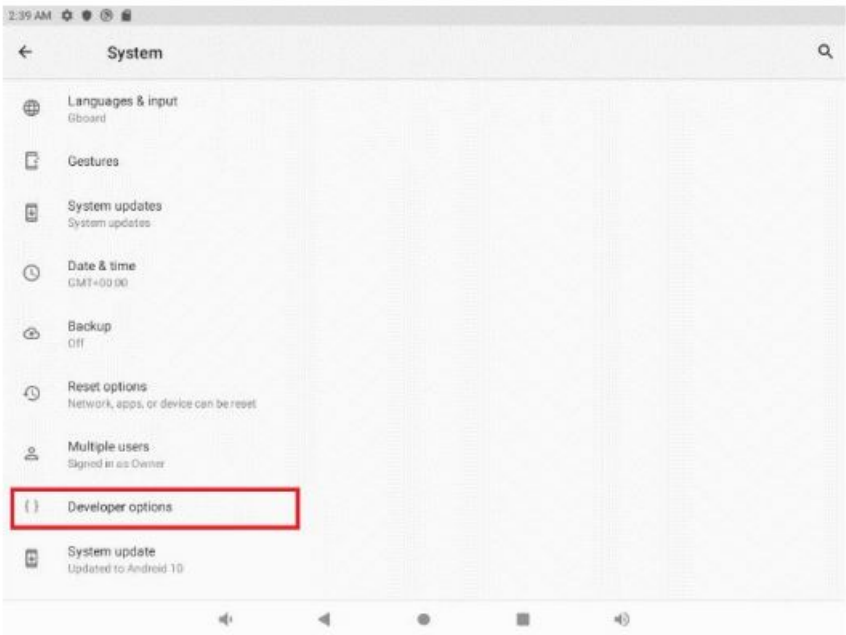 2:39 AM
System
Languages & input
Gboard
Gestures
System updates
System updates
Date & time
GMT+00:00
Backup
Off
Reset options
Network, apps, or device can be reset
Multiple users
Signed in as Owner
{ } Developer options
System update
Updated to Android 10